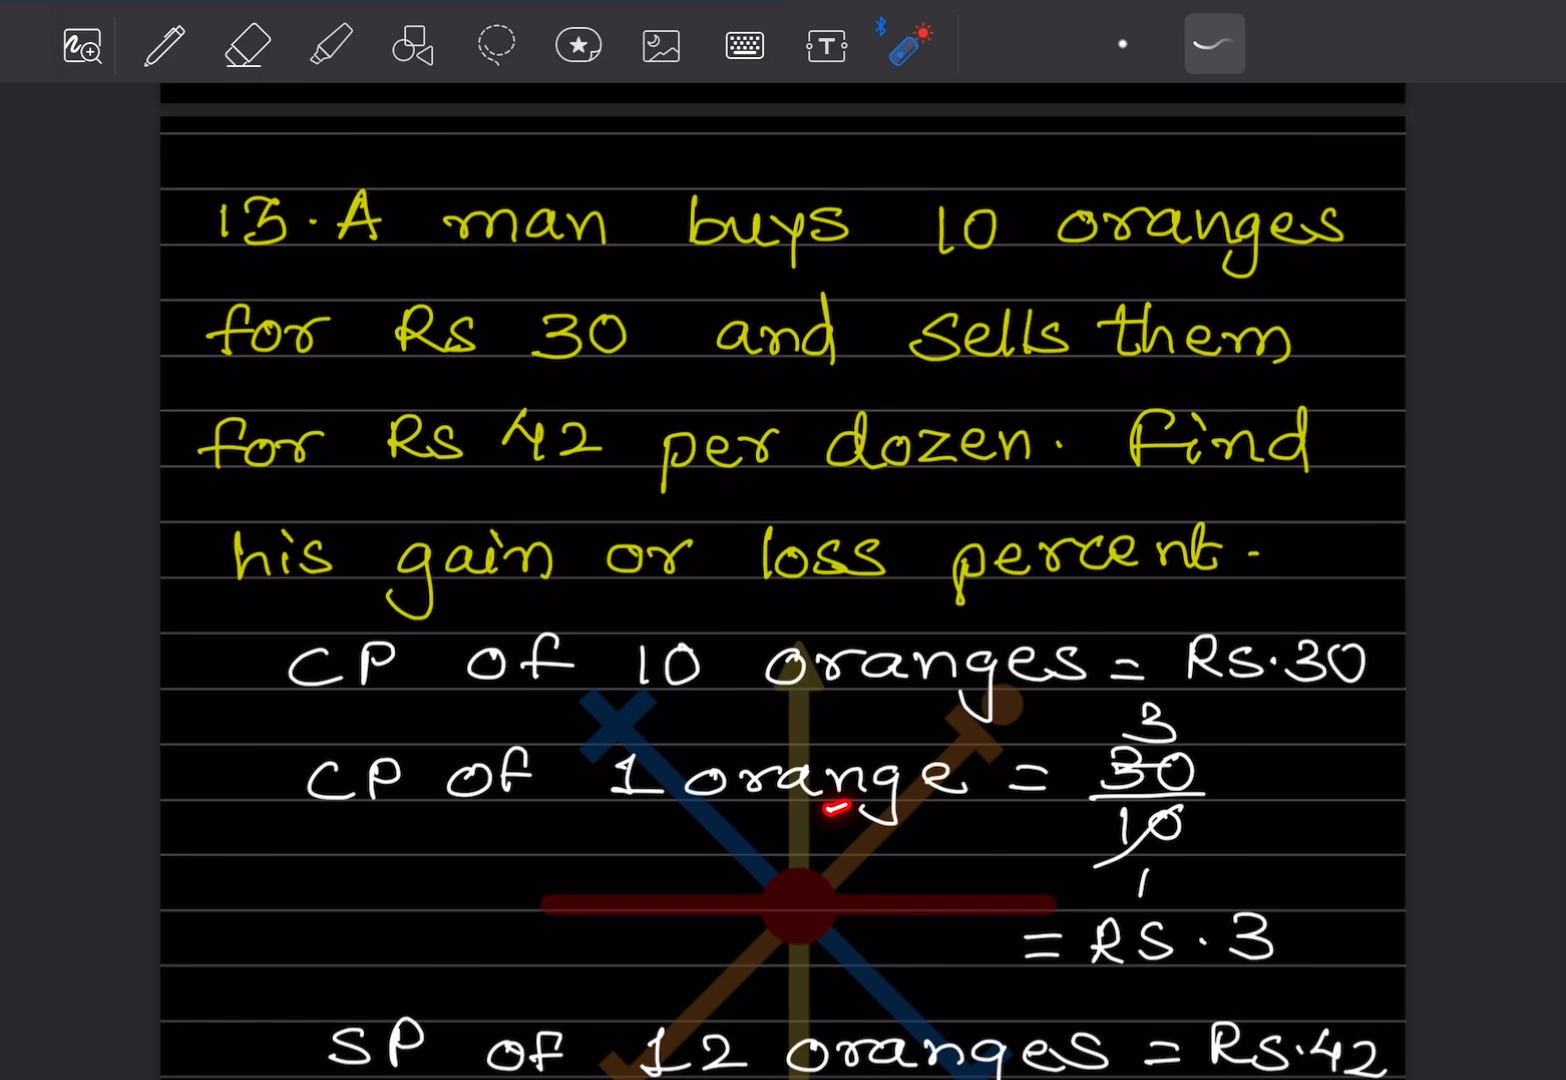 13. A man buys 10 oranges
for Rs 30 and sells them
for Rs 42 per dozen. Find
his gain or loss percent.
CP of 10 oranges = Rs.30
3
CP of 1 orange = 30
10
1
= RS.3
SP of 12 oranges = Rs.42